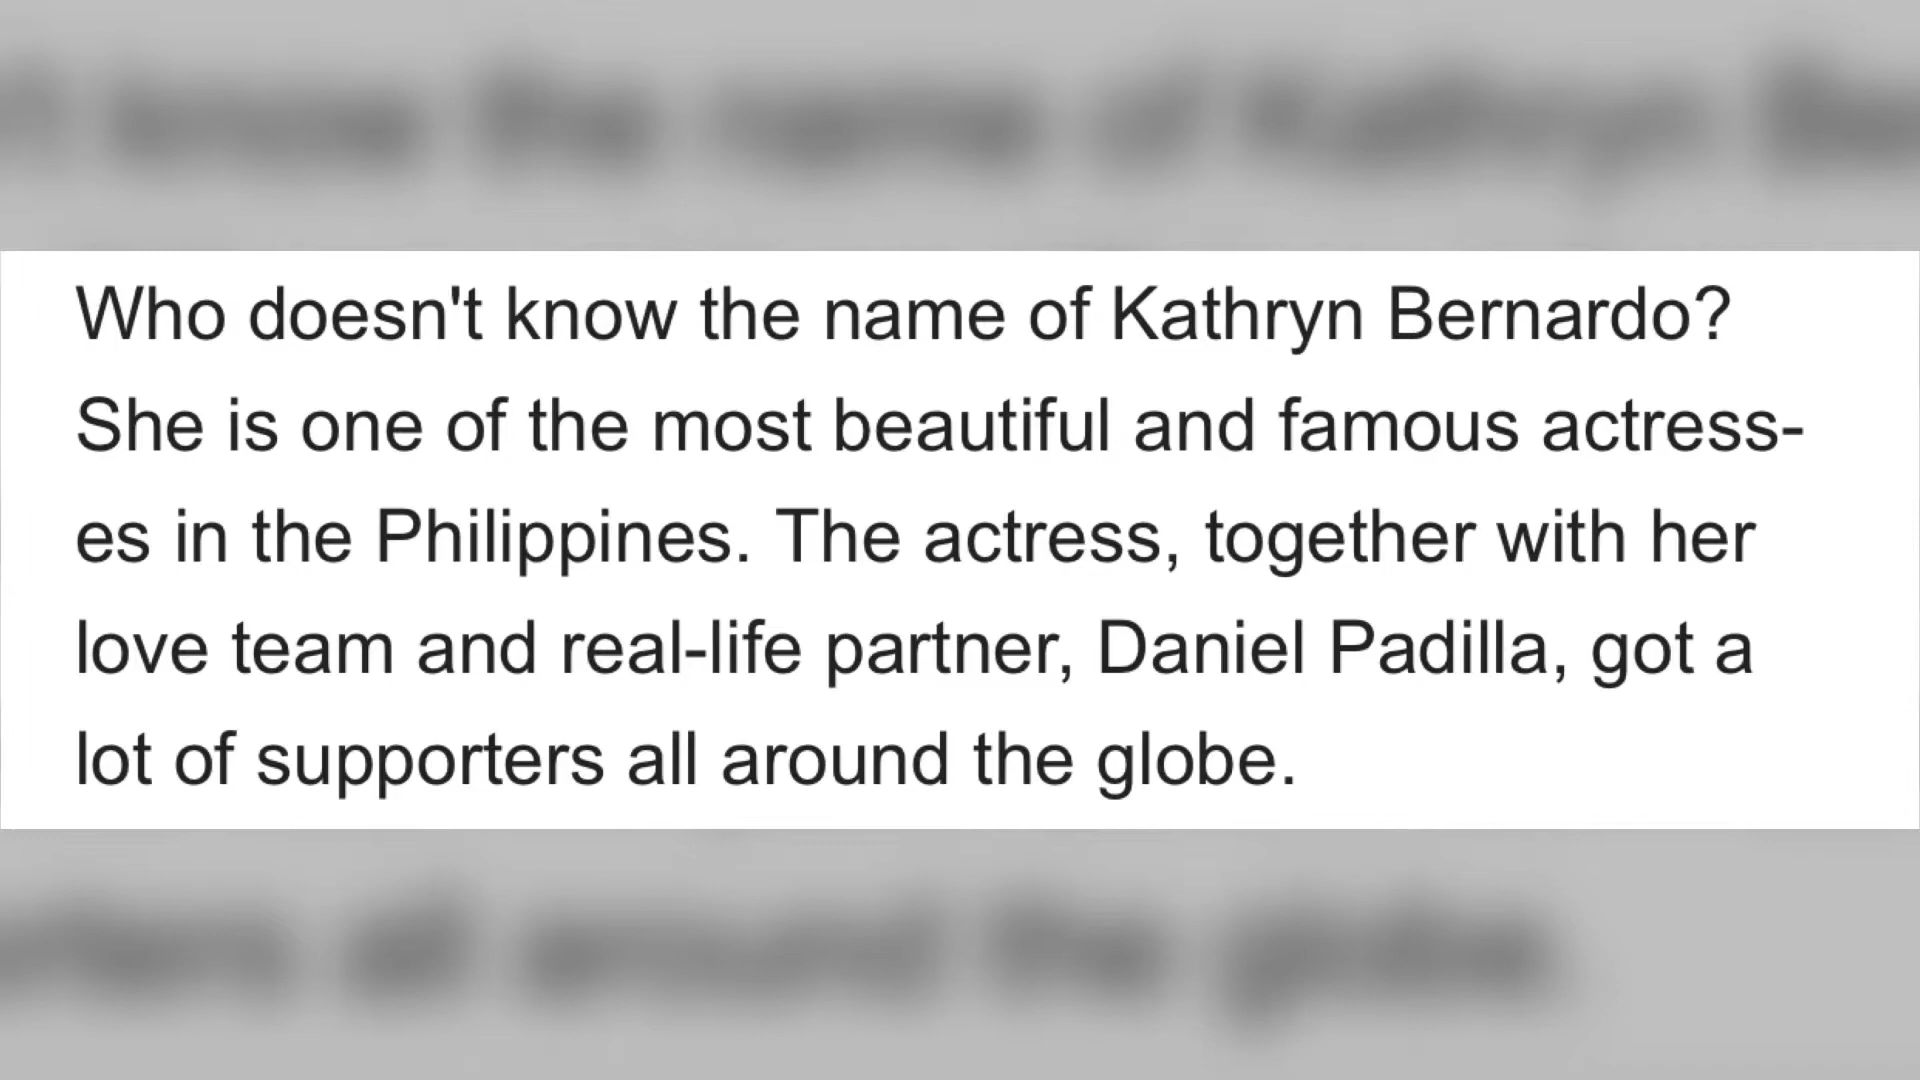 Who doesn't know the name of Kathryn Bernardo?
She is one of the most beautiful and famous actress-
es in the Philippines. The actress, together with her
love team and real-life partner, Daniel Padilla, got a
lot of supporters all around the globe.